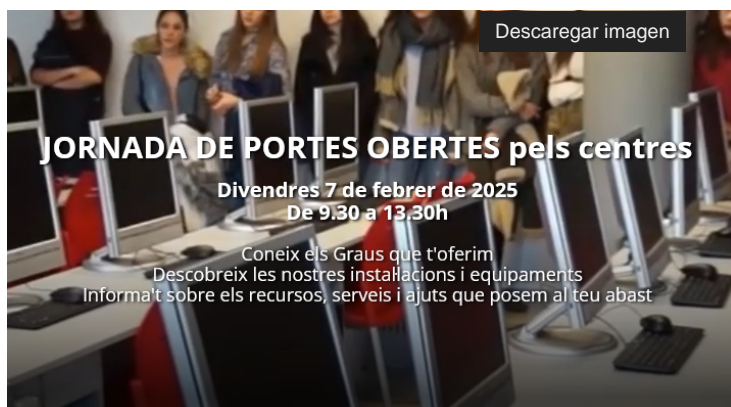 Descaregar imagen
JORNADA DE PORTES OBERTES pels centres
Divendres 7 de febrer de 2025
De 9.30 a 13.30h
Coneix els Graus que t'oferim
Descobreix les nostres instal·lacions i equipaments
Informa't sobre els recursos, serveis i ajuts que posem al teu abast